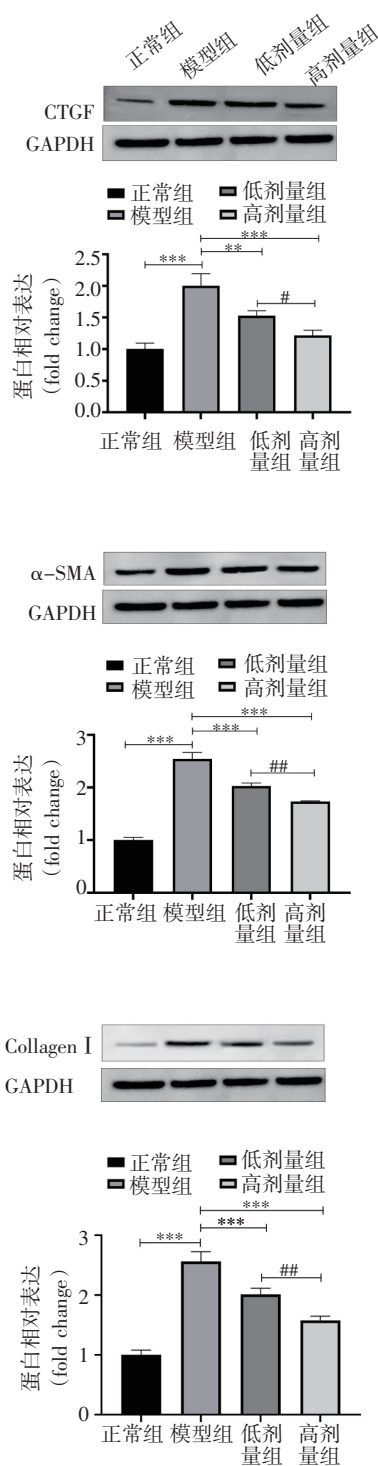 正常组 模型组 低剂量组 高剂量组
CTGF
GAPDH
正常组 低剂量组
模型组 高剂量组
***
**
***
#
蛋白相对表达
(fold change)
2.5
2.0
1.5
1.0
0.5
0.0
正常组 模型组 低剂 高剂
量组 量组
α-SMA
GAPDH
正常组 低剂量组
模型组 高剂量组
***
***
***
##
蛋白相对表达
(fold change)
3
2
1
0
正常组 模型组 低剂 高剂
量组 量组
Collagen Ⅰ
GAPDH
正常组 低剂量组
模型组 高剂量组
***
***
***
##
蛋白相对表达
(fold change)
3
2
1
0
正常组 模型组 低剂 高剂
量组 量组